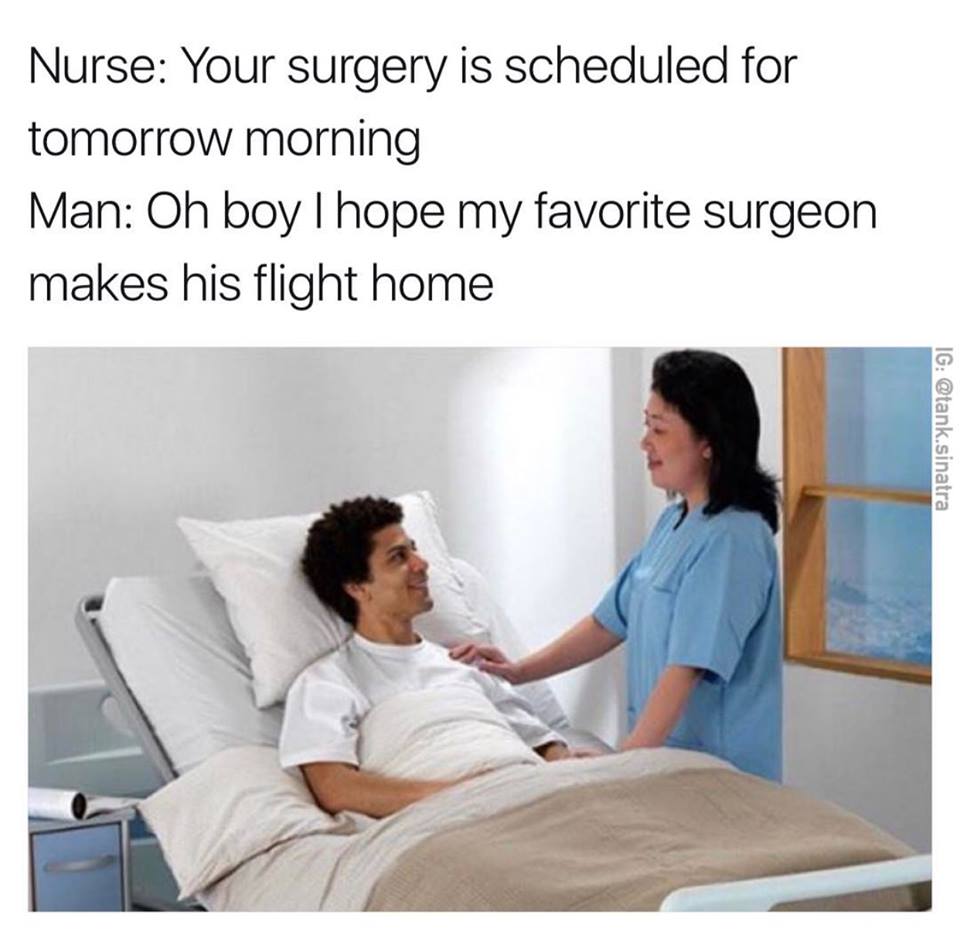 Nurse: Your surgery is scheduled for
tomorrow morning
Man: Oh boy I hope my favorite surgeon
makes his flight home
IG: @tank.sinatra